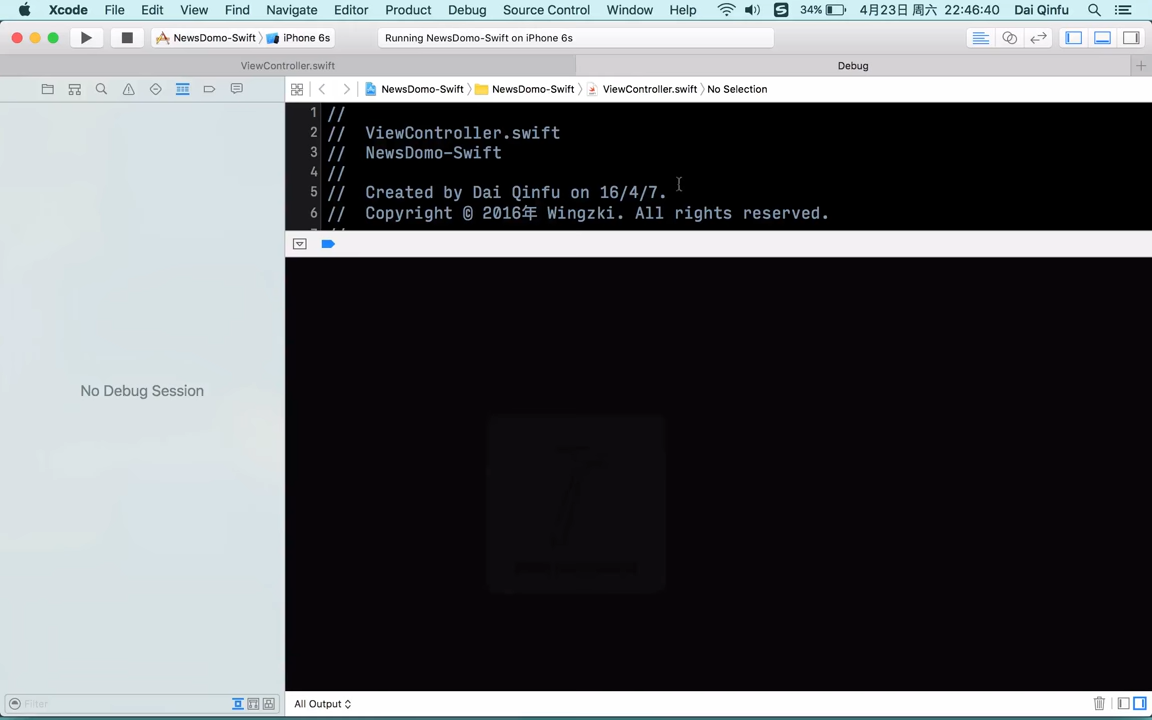 Xcode File Edit View Find Navigate Editor Product Debug Source Control Window Help 34% 4月23日 周六 22:46:40 Dai Qinfu
NewsDomo-Swift iPhone 6s Running NewsDomo-Swift on iPhone 6s
ViewController.swift Debug
NewsDomo-Swift NewsDomo-Swift ViewController.swift No Selection
1 //
2 // ViewController.swift
3 // NewsDomo-Swift
4 //
5 // Created by Dai Qinfu on 16/4/7.
6 // Copyright © 2016年 Wingzki. All rights reserved.
No Debug Session
Filter All Output